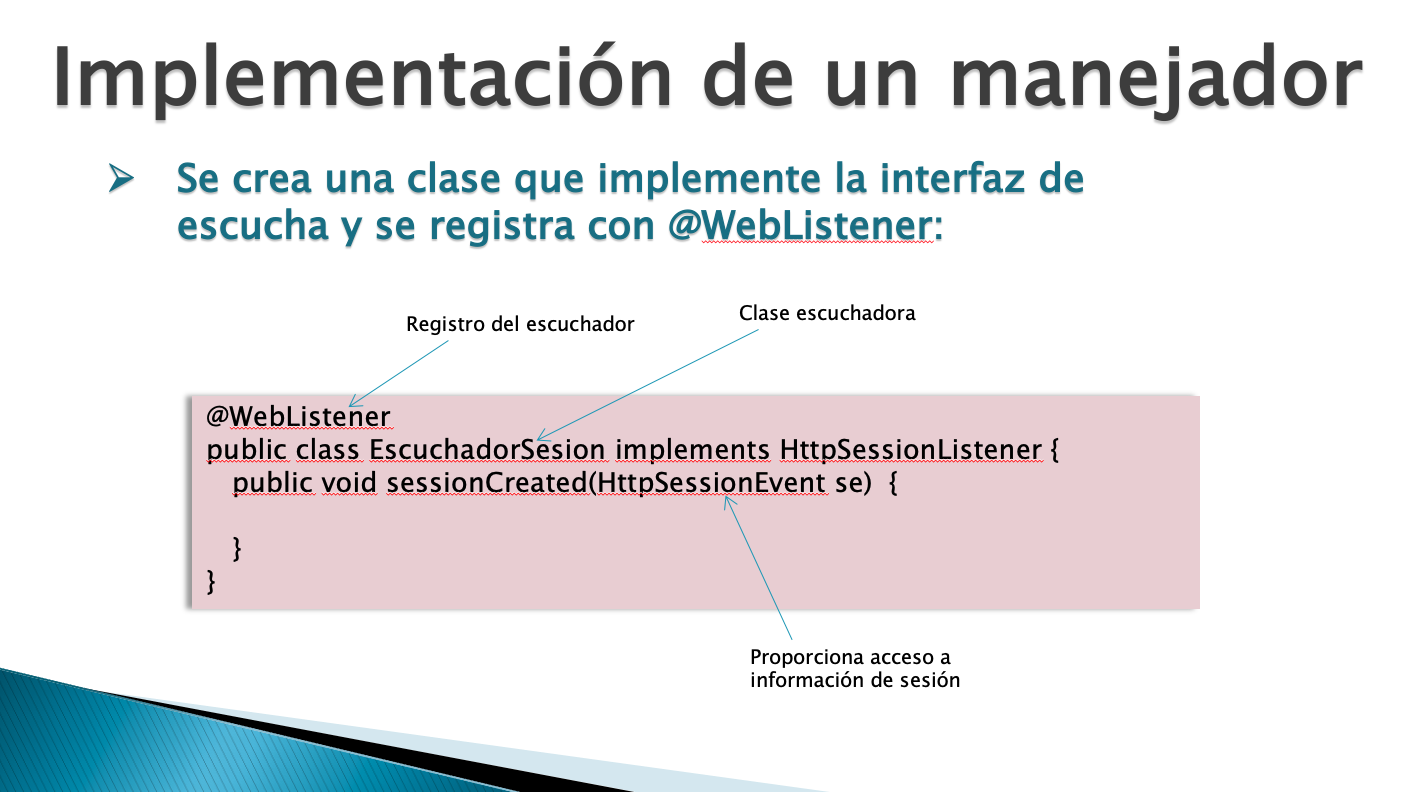 Implementación de un manejador
➢ Se crea una clase que implemente la interfaz de
escucha y se registra con @WebListener:
Registro del escuchador
Clase escuchadora
@WebListener
public class EscuchadorSesion implements HttpSessionListener {
public void sessionCreated(HttpSessionEvent se) {
}
}
Proporciona acceso a
información de sesión